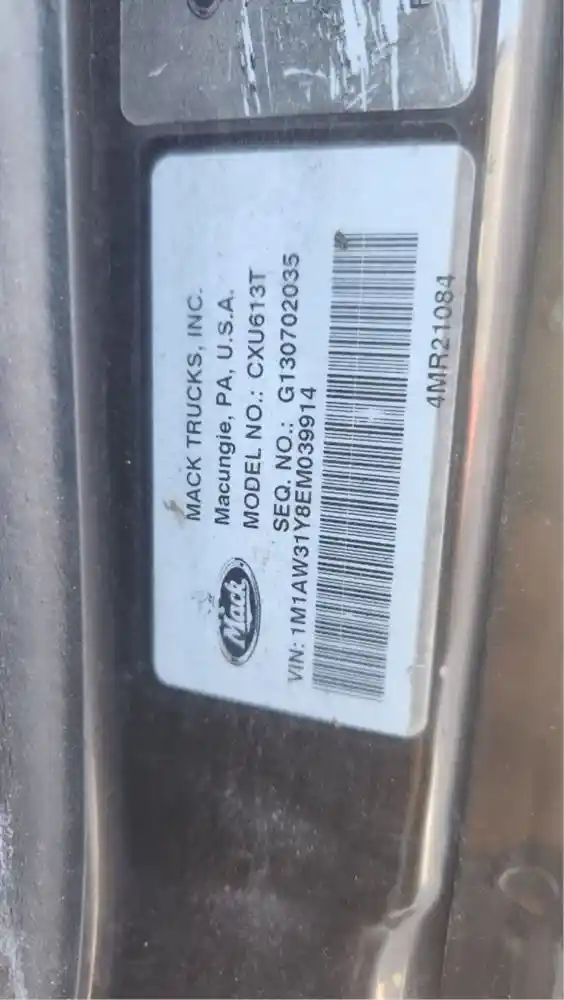 MACK TRUCKS, INC.
Macungie, PA, U.S.A.
MODEL NO.: CXU613T
SEQ. NO.: G130702035
VIN: 1M1AW31Y8EM039914
4MR21084
Mack